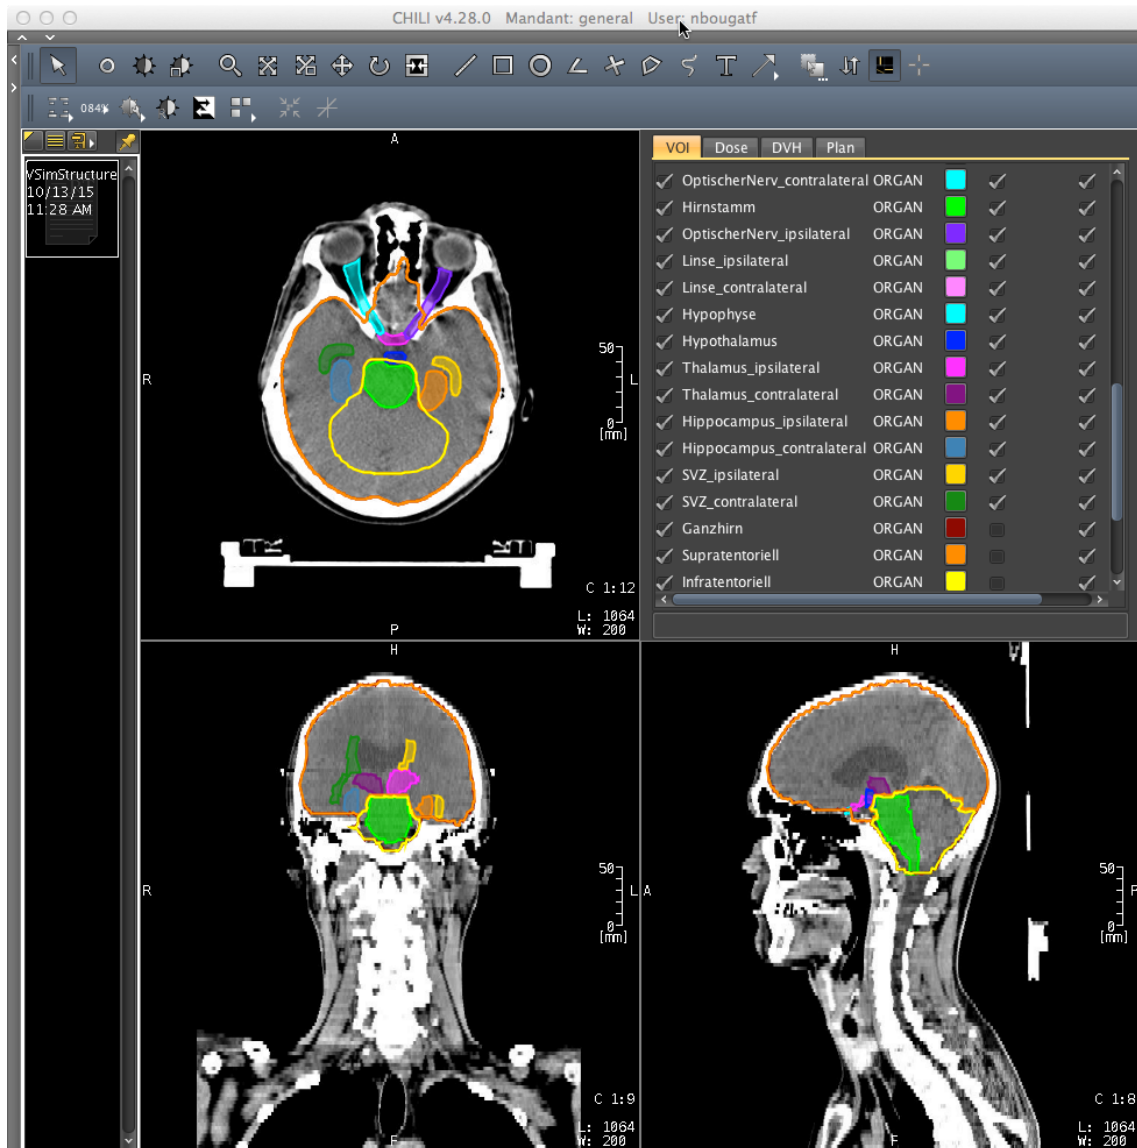 CHILI v4.28.0 Mandant: general User: nbougatf
T
084%
VSimStructure
10/13/15
11:28 AM
A
R
L
50
0
[mm]
C 1:12
L: 1064
W: 200
P
VOI Dose DVH Plan
OptischerNerv_contralateral ORGAN
Hirnstamm ORGAN
OptischerNerv_ipsilateral ORGAN
Linse_ipsilateral ORGAN
Linse_contralateral ORGAN
Hypophyse ORGAN
Hypothalamus ORGAN
Thalamus_ipsilateral ORGAN
Thalamus_contralateral ORGAN
Hippocampus_ipsilateral ORGAN
Hippocampus_contralateral ORGAN
SVZ_ipsilateral ORGAN
SVZ_contralateral ORGAN
Ganzhirn ORGAN
Supratentoriell ORGAN
Infratentoriell ORGAN
H
R
L
50
0
[mm]
C 1:9
L: 1064
W: 200
F
H
A
P
50
0
[mm]
C 1:8
L: 1064
W: 200
F